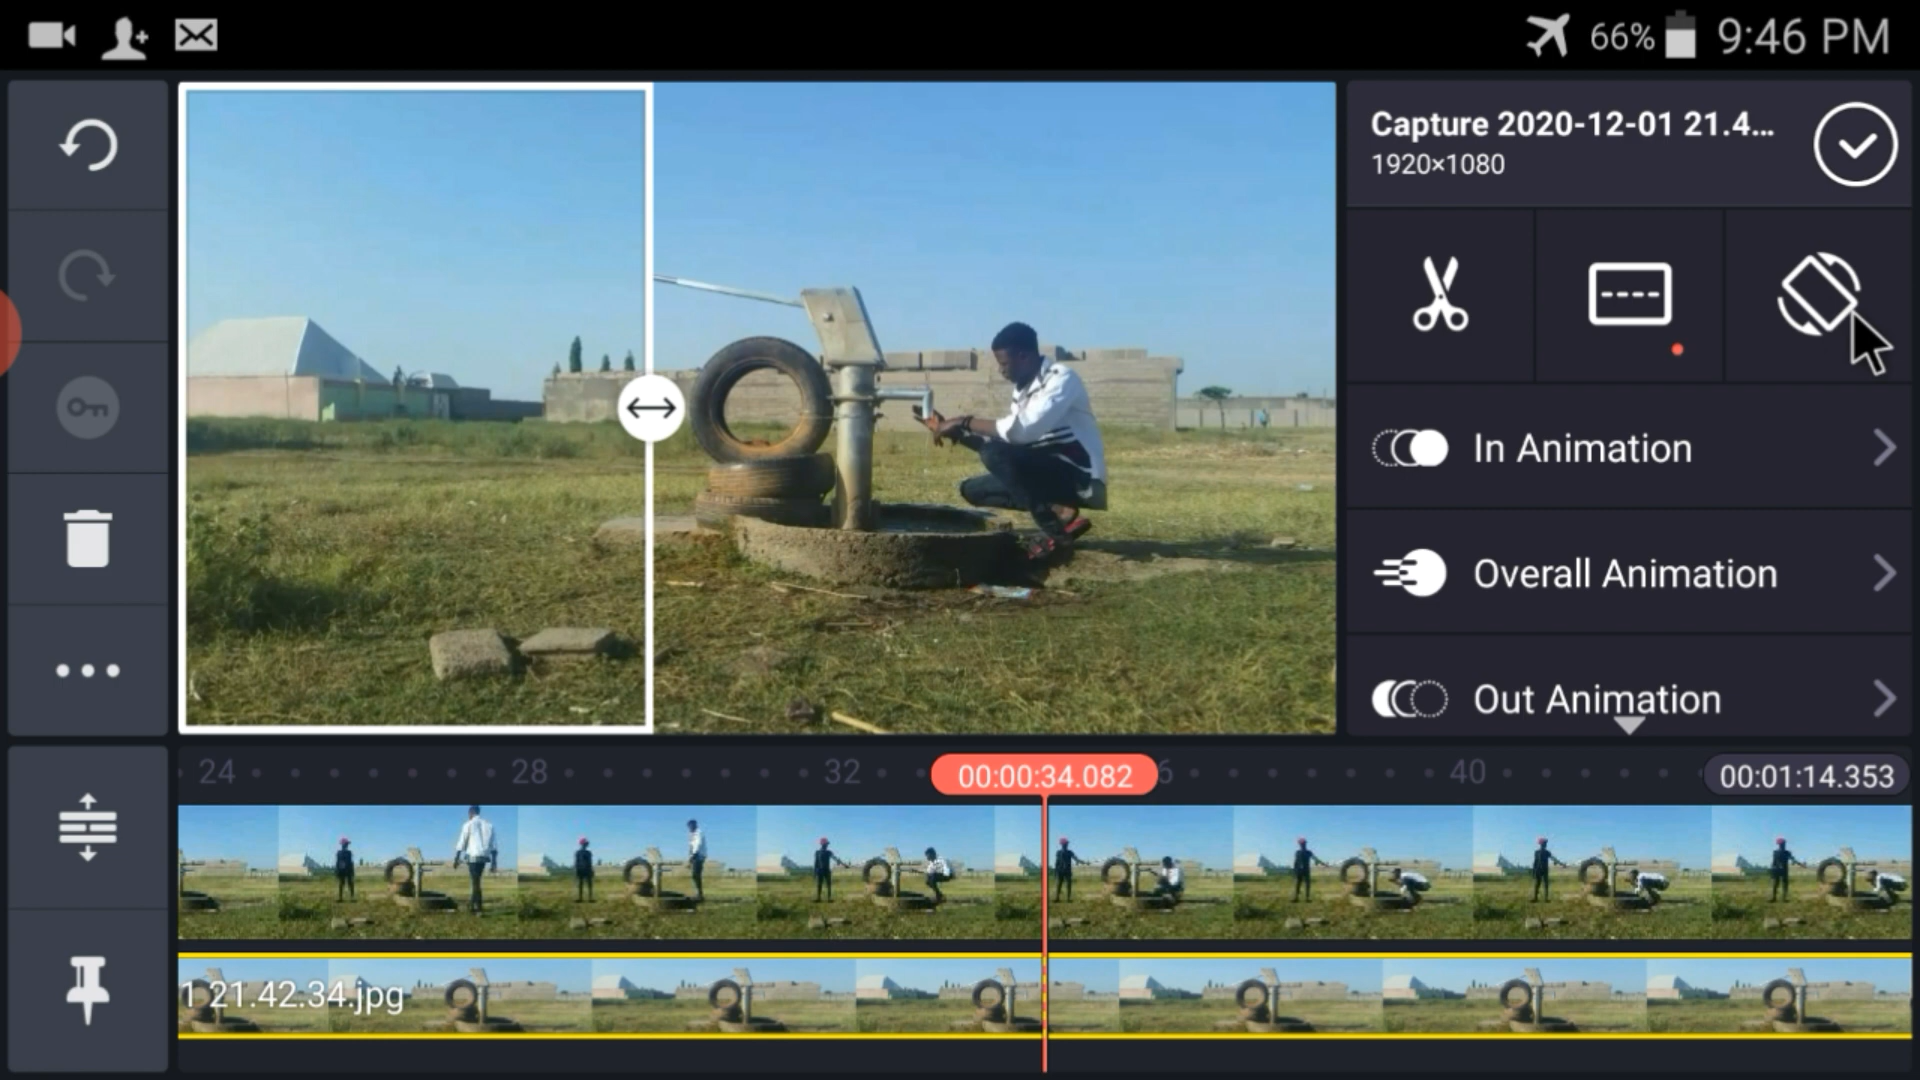 66% 9:46 PM
Capture 2020-12-01 21.4...
1920×1080
In Animation
Overall Animation
Out Animation
24 28 32 00:00:34.082 6 40 00:01:14.353
1 21.42.34.jpg